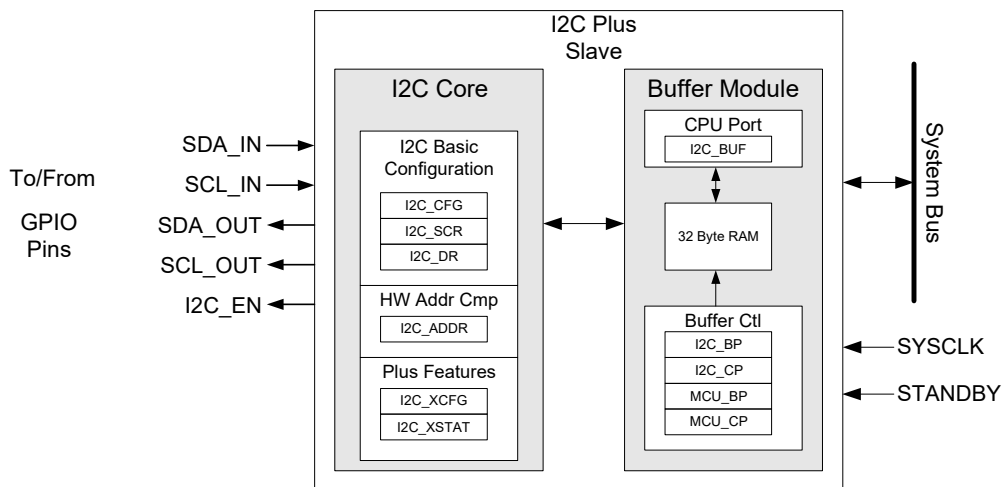 I2C Plus
Slave
I2C Core
Buffer Module
I2C Basic
Configuration
I2C_CFG
I2C_SCR
I2C_DR
HW Addr Cmp
I2C_ADDR
Plus Features
I2C_XCFG
I2C_XSTAT
CPU Port
I2C_BUF
32 Byte RAM
Buffer Ctl
I2C_BP
I2C_CP
MCU_BP
MCU_CP
To/From
GPIO
Pins
SDA_IN
SCL_IN
SDA_OUT
SCL_OUT
I2C_EN
System Bus
SYSCLK
STANDBY